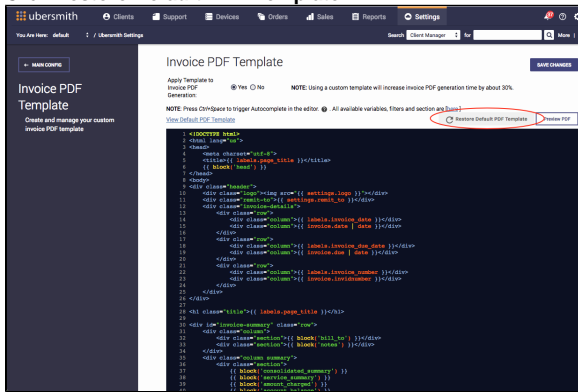 ubersmith
Clients
Support
Devices
Orders
Sales
Reports
Settings
You Are Here: default / Ubersmith Settings
Search Client Manager for
More
← MAIN CONFIG
Invoice PDF Template
Create and manage your custom invoice PDF template
Invoice PDF Template
SAVE CHANGES
Apply Template to
Invoice PDF
Generation:
Yes No
NOTE: Using a custom template will increase invoice PDF generation time by about 30%.
NOTE: Press Ctrl+Space to trigger Autocomplete in the editor. . All available variables, filters and section are [here]
View Default PDF Template
Restore Default PDF Template
Preview PDF
1 <!DOCTYPE html>
2 <html lang="us">
3 <head>
4 <meta charset="utf-8">
5 <title>{{ labels.page_title }}</title>
6 {{ block('head') }}
7 </head>
8 <body>
9 <div class="header">
10 <div class="logo"><img src="{{ settings.logo }}"></div>
11 <div class="remit-to">{{ settings.remit_to }}</div>
12 <div class="invoice-details">
13 <div class="row">
14 <div class="column">{{ labels.invoice_date }}</div>
15 <div class="column">{{ invoice.date | date }}</div>
16 </div>
17 <div class="row">
18 <div class="column">{{ labels.invoice_due_date }}</div>
19 <div class="column">{{ invoice.due | date }}</div>
20 </div>
21 <div class="row">
22 <div class="column">{{ labels.invoice_number }}</div>
23 <div class="column">{{ invoice.invidnumber }}</div>
24 </div>
25 </div>
26 </div>
27
28 <h1 class="title">{{ labels.page_title }}</h1>
29
30 <div id="invoice-summary" class="row">
31 <div class="column">
32 <div class="section">{{ block('bill_to') }}</div>
33 <div class="section">{{ block('notes') }}</div>
34 </div>
35 <div class="column summary">
36 <div class="section">
37 {{ block('consolidated_summary') }}
38 {{ block('service_summary') }}
39 {{ block('amount_charged') }}